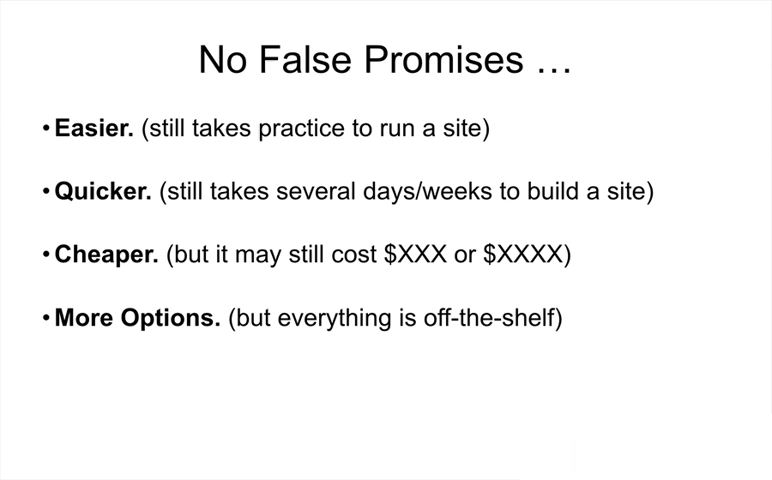 No False Promises …
• Easier. (still takes practice to run a site)
• Quicker. (still takes several days/weeks to build a site)
• Cheaper. (but it may still cost $XXX or $XXXX)
• More Options. (but everything is off-the-shelf)